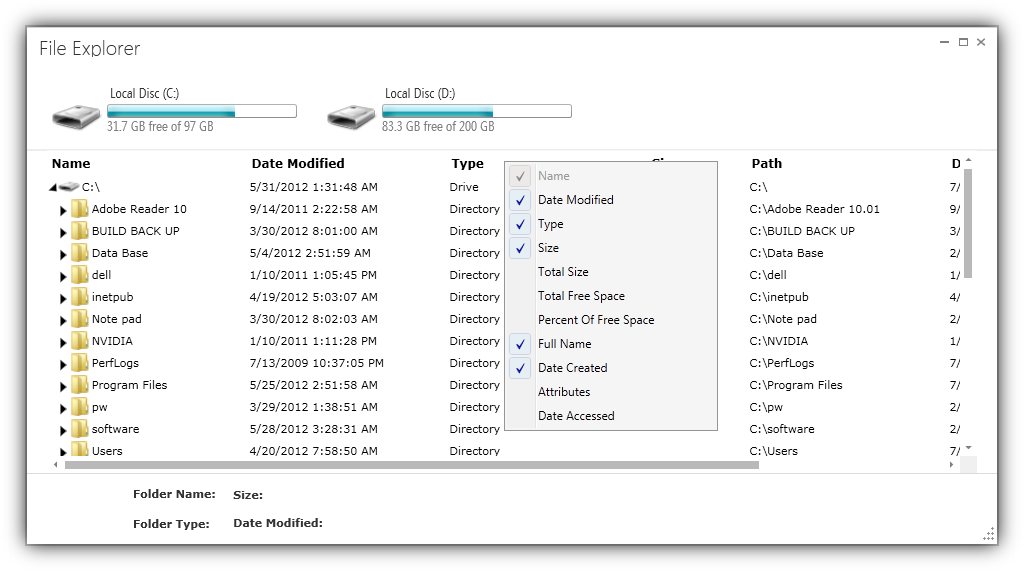 File Explorer
Local Disc (C:)
31.7 GB free of 97 GB
Local Disc (D:)
83.3 GB free of 200 GB
Name Date Modified Type Path D
C:\ 5/31/2012 1:31:48 AM Drive C:\ 7/
Adobe Reader 10 9/14/2011 2:22:58 AM Directory C:\Adobe Reader 10.01 9/
BUILD BACK UP 3/30/2012 8:01:00 AM Directory C:\BUILD BACK UP 3/
Data Base 5/4/2012 2:51:59 AM Directory C:\Data Base 2/
dell 1/10/2011 1:05:45 PM Directory C:\dell 1/
inetpub 4/19/2012 5:03:07 AM Directory C:\inetpub 4/
Note pad 3/30/2012 8:02:03 AM Directory C:\Note pad 2/
NVIDIA 1/10/2011 1:11:28 PM Directory C:\NVIDIA 1/
PerfLogs 7/13/2009 10:37:05 PM Directory C:\PerfLogs 7/
Program Files 5/25/2012 2:51:58 AM Directory C:\Program Files 7/
pw 3/29/2012 1:38:51 AM Directory C:\pw 2/
software 5/28/2012 3:28:31 AM Directory C:\software 2/
Users 4/20/2012 7:58:50 AM Directory C:\Users 7/
Name
Date Modified
Type
Size
Total Size
Total Free Space
Percent Of Free Space
Full Name
Date Created
Attributes
Date Accessed
Folder Name: Size:
Folder Type: Date Modified: